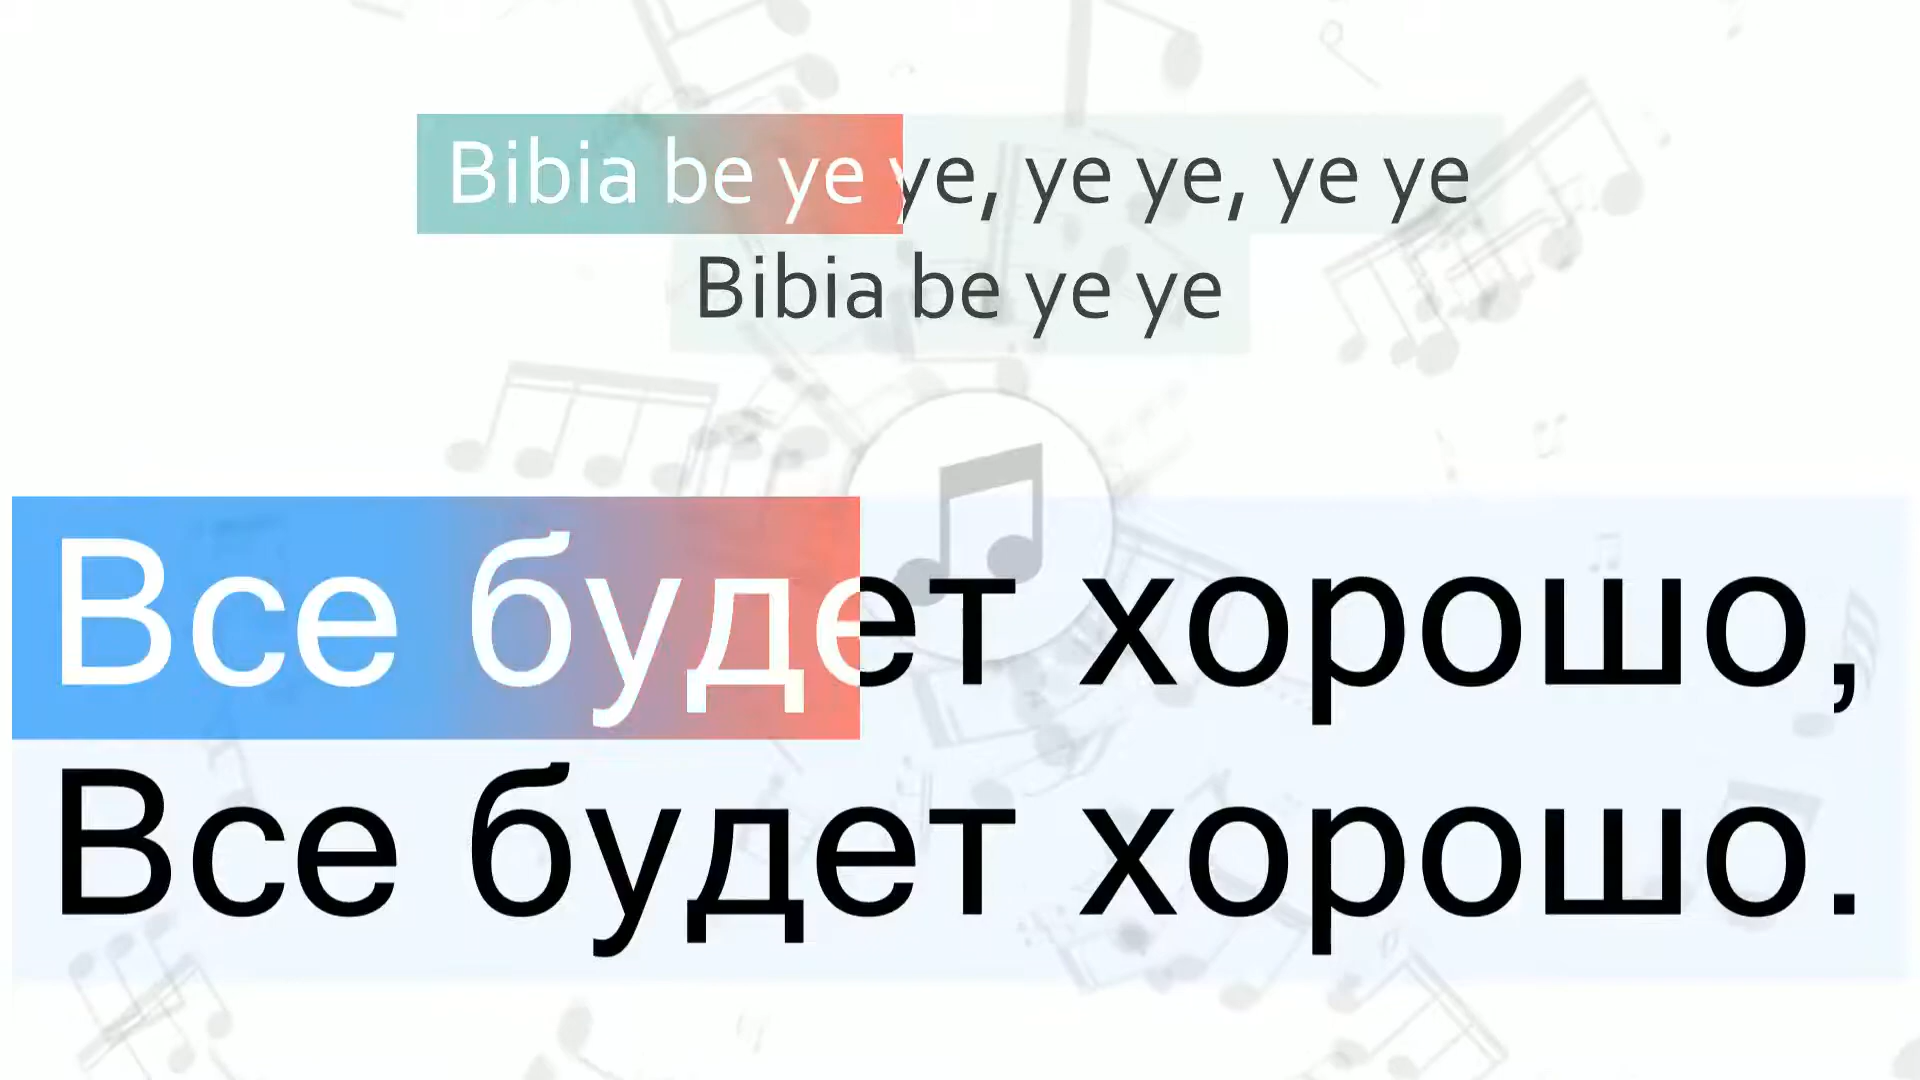 Bibia be ye ye, ye ye, ye ye
Bibia be ye ye
Все будет хорошо,
Все будет хорошо.